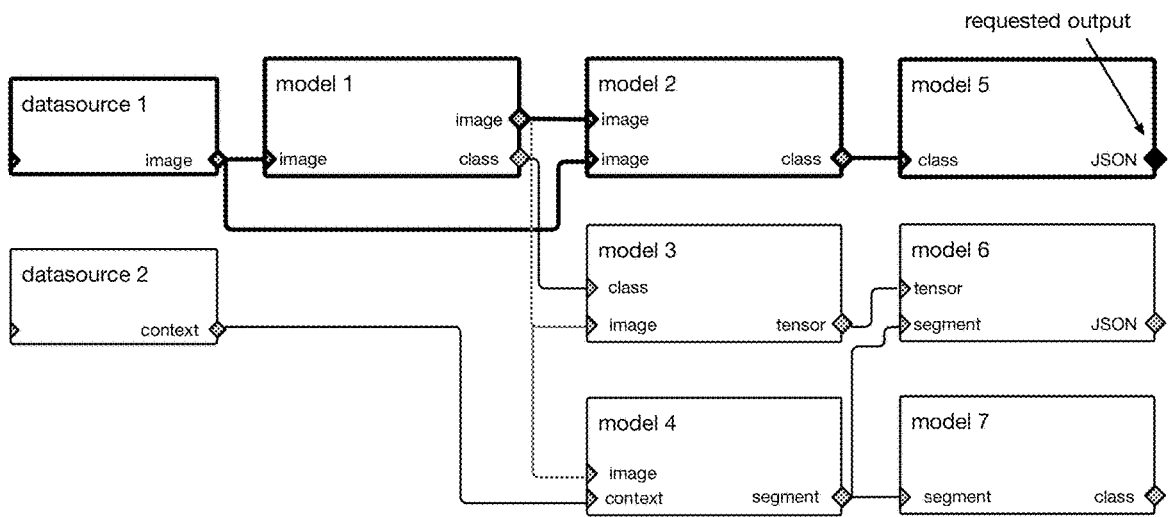 requested output
datasource 1
image
model 1
image
class
image
model 2
image
image
class
model 5
class
JSON
datasource 2
context
model 3
class
image
tensor
model 6
tensor
segment
JSON
model 4
image
context
segment
model 7
segment
class